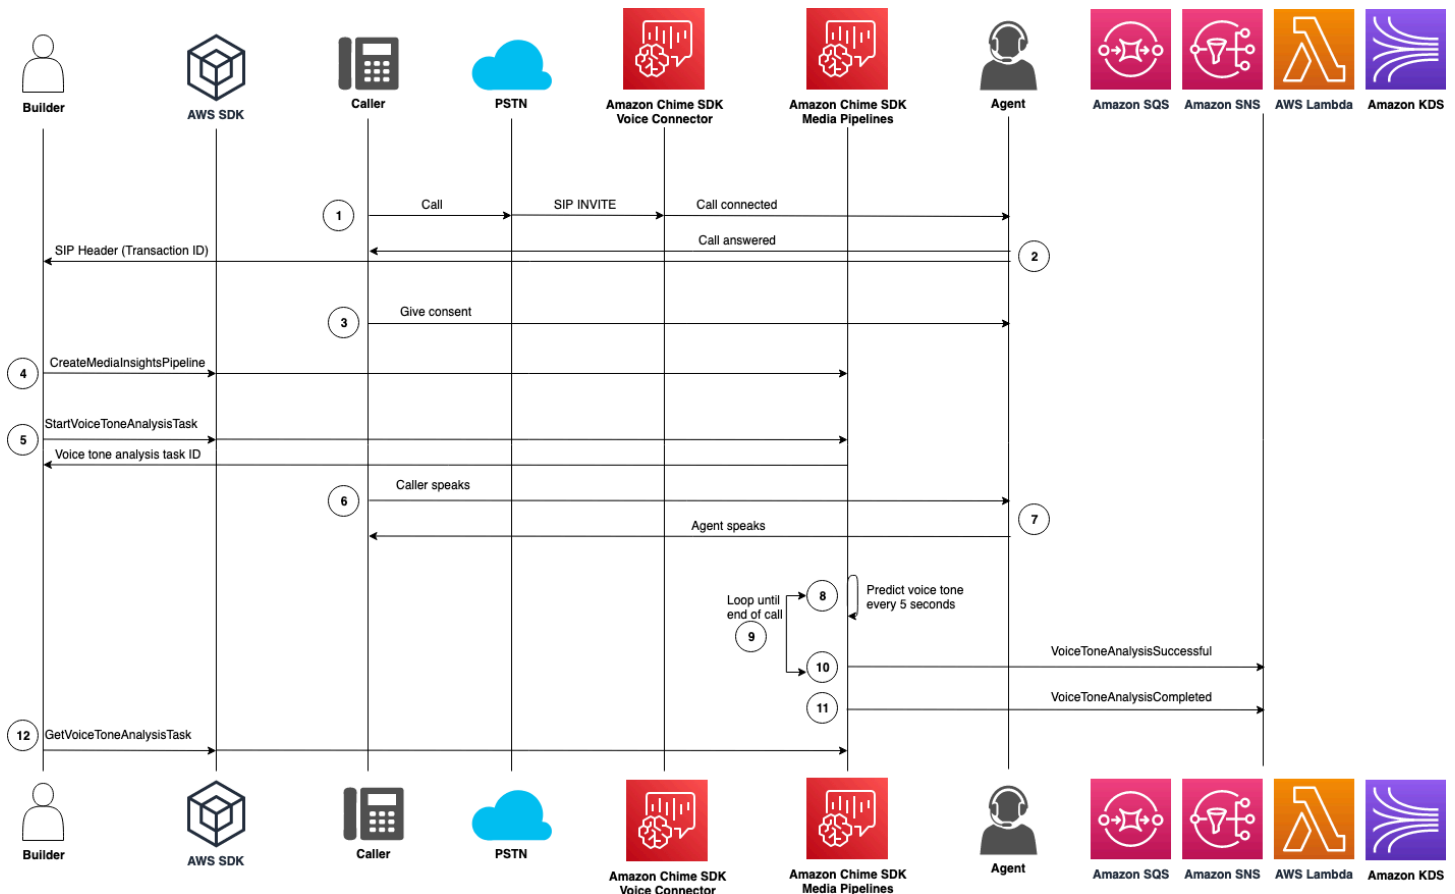 Builder
AWS SDK
Caller
PSTN
Amazon Chime SDK
Voice Connector
Amazon Chime SDK
Media Pipelines
Agent
Amazon SQS
Amazon SNS
AWS Lambda
Amazon KDS
1
Call
SIP INVITE
Call connected
Call answered
2
SIP Header (Transaction ID)
3
Give consent
4
CreateMediaInsightsPipeline
5
StartVoiceToneAnalysisTask
Voice tone analysis task ID
6
Caller speaks
7
Agent speaks
8
Predict voice tone
every 5 seconds
Loop until
end of call
9
10
VoiceToneAnalysisSuccessful
11
VoiceToneAnalysisCompleted
12
GetVoiceToneAnalysisTask
Builder
AWS SDK
Caller
PSTN
Amazon Chime SDK
Voice Connector
Amazon Chime SDK
Media Pipelines
Agent
Amazon SQS
Amazon SNS
AWS Lambda
Amazon KDS